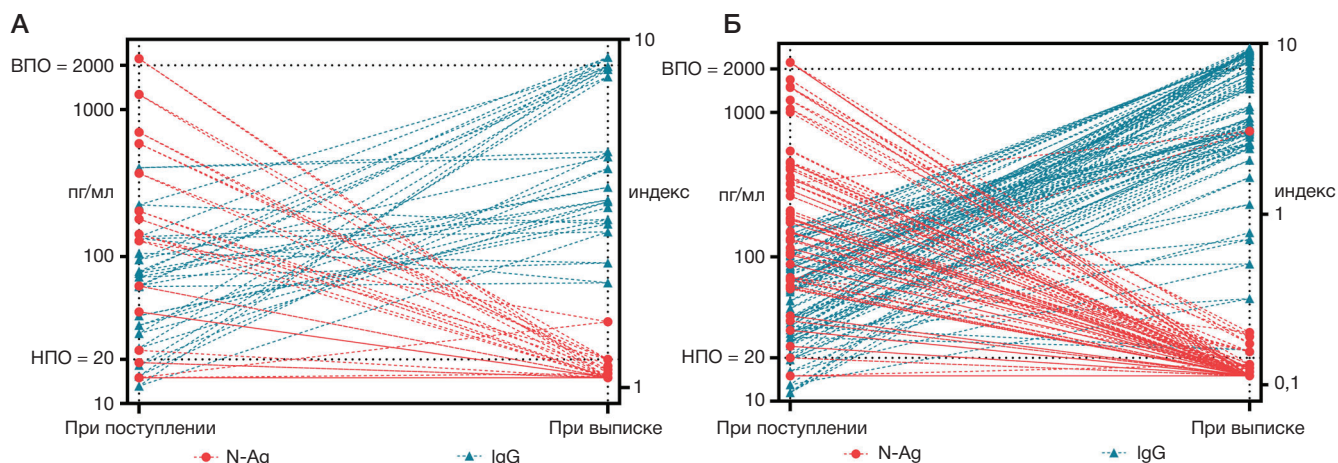 А
10
ВПО = 2000
1000
пг/мл
индекс
100
НПО = 20
1
10
При поступлении
При выписке
N-Ag
IgG
Б
10
ВПО = 2000
1000
пг/мл
индекс
1
100
НПО = 20
0,1
10
При поступлении
При выписке
N-Ag
IgG